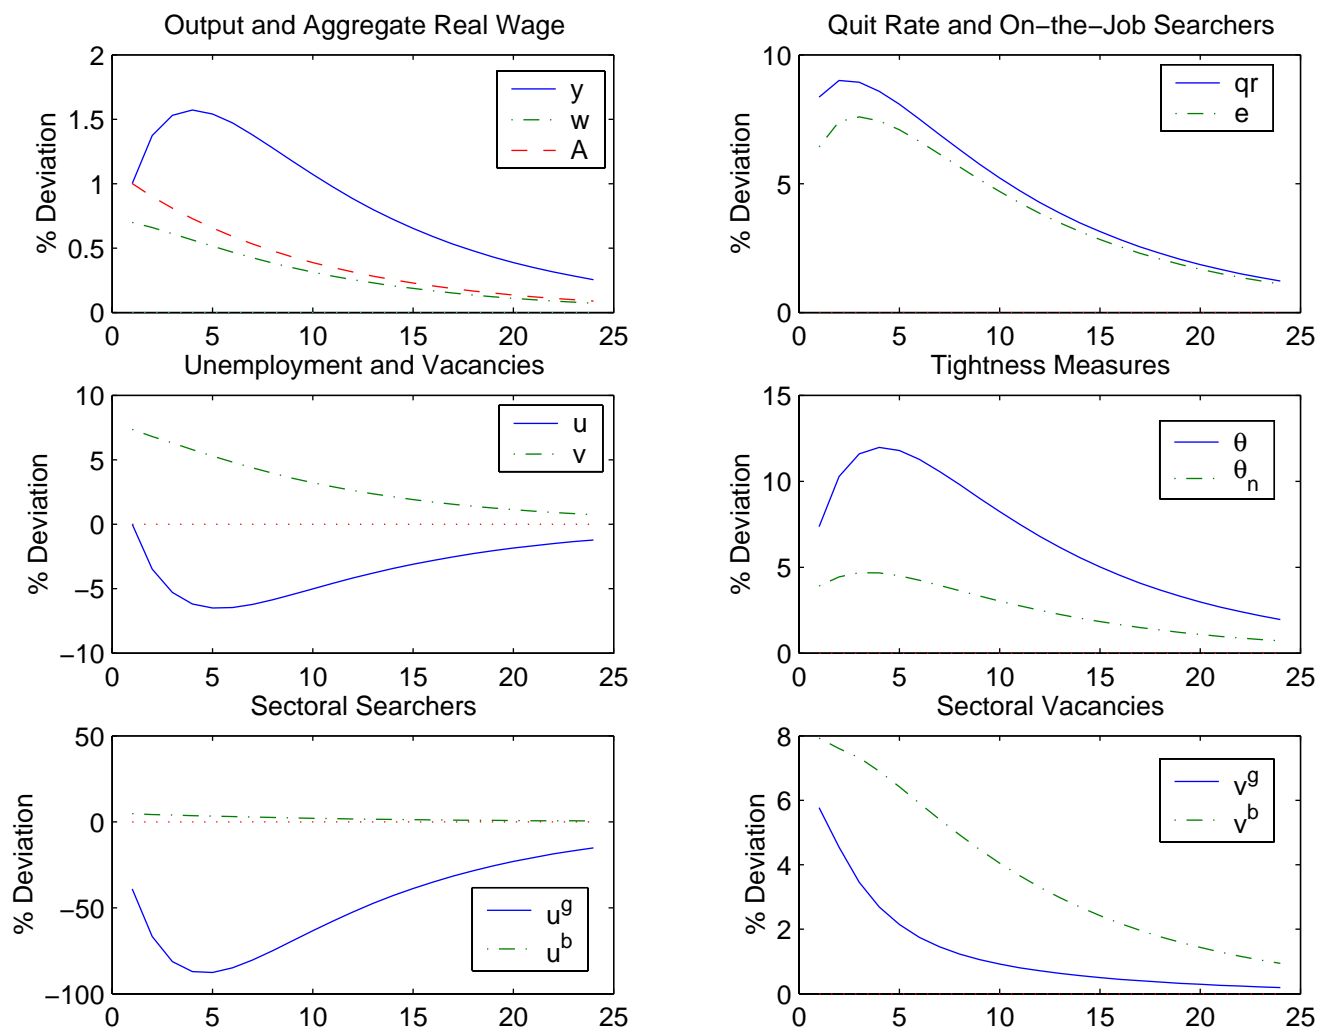 Output and Aggregate Real Wage
% Deviation
2
1.5
1
0.5
0
0
5
10
15
20
25
y
w
A
Quit Rate and On−the−Job Searchers
% Deviation
10
5
0
0
5
10
15
20
25
qr
e
Unemployment and Vacancies
% Deviation
10
5
0
−5
−10
0
5
10
15
20
25
u
v
Tightness Measures
% Deviation
15
10
5
0
0
5
10
15
20
25
θ
θn
Sectoral Searchers
% Deviation
50
0
−50
−100
0
5
10
15
20
25
u^g
u^b
Sectoral Vacancies
% Deviation
8
6
4
2
0
0
5
10
15
20
25
v^g
v^b